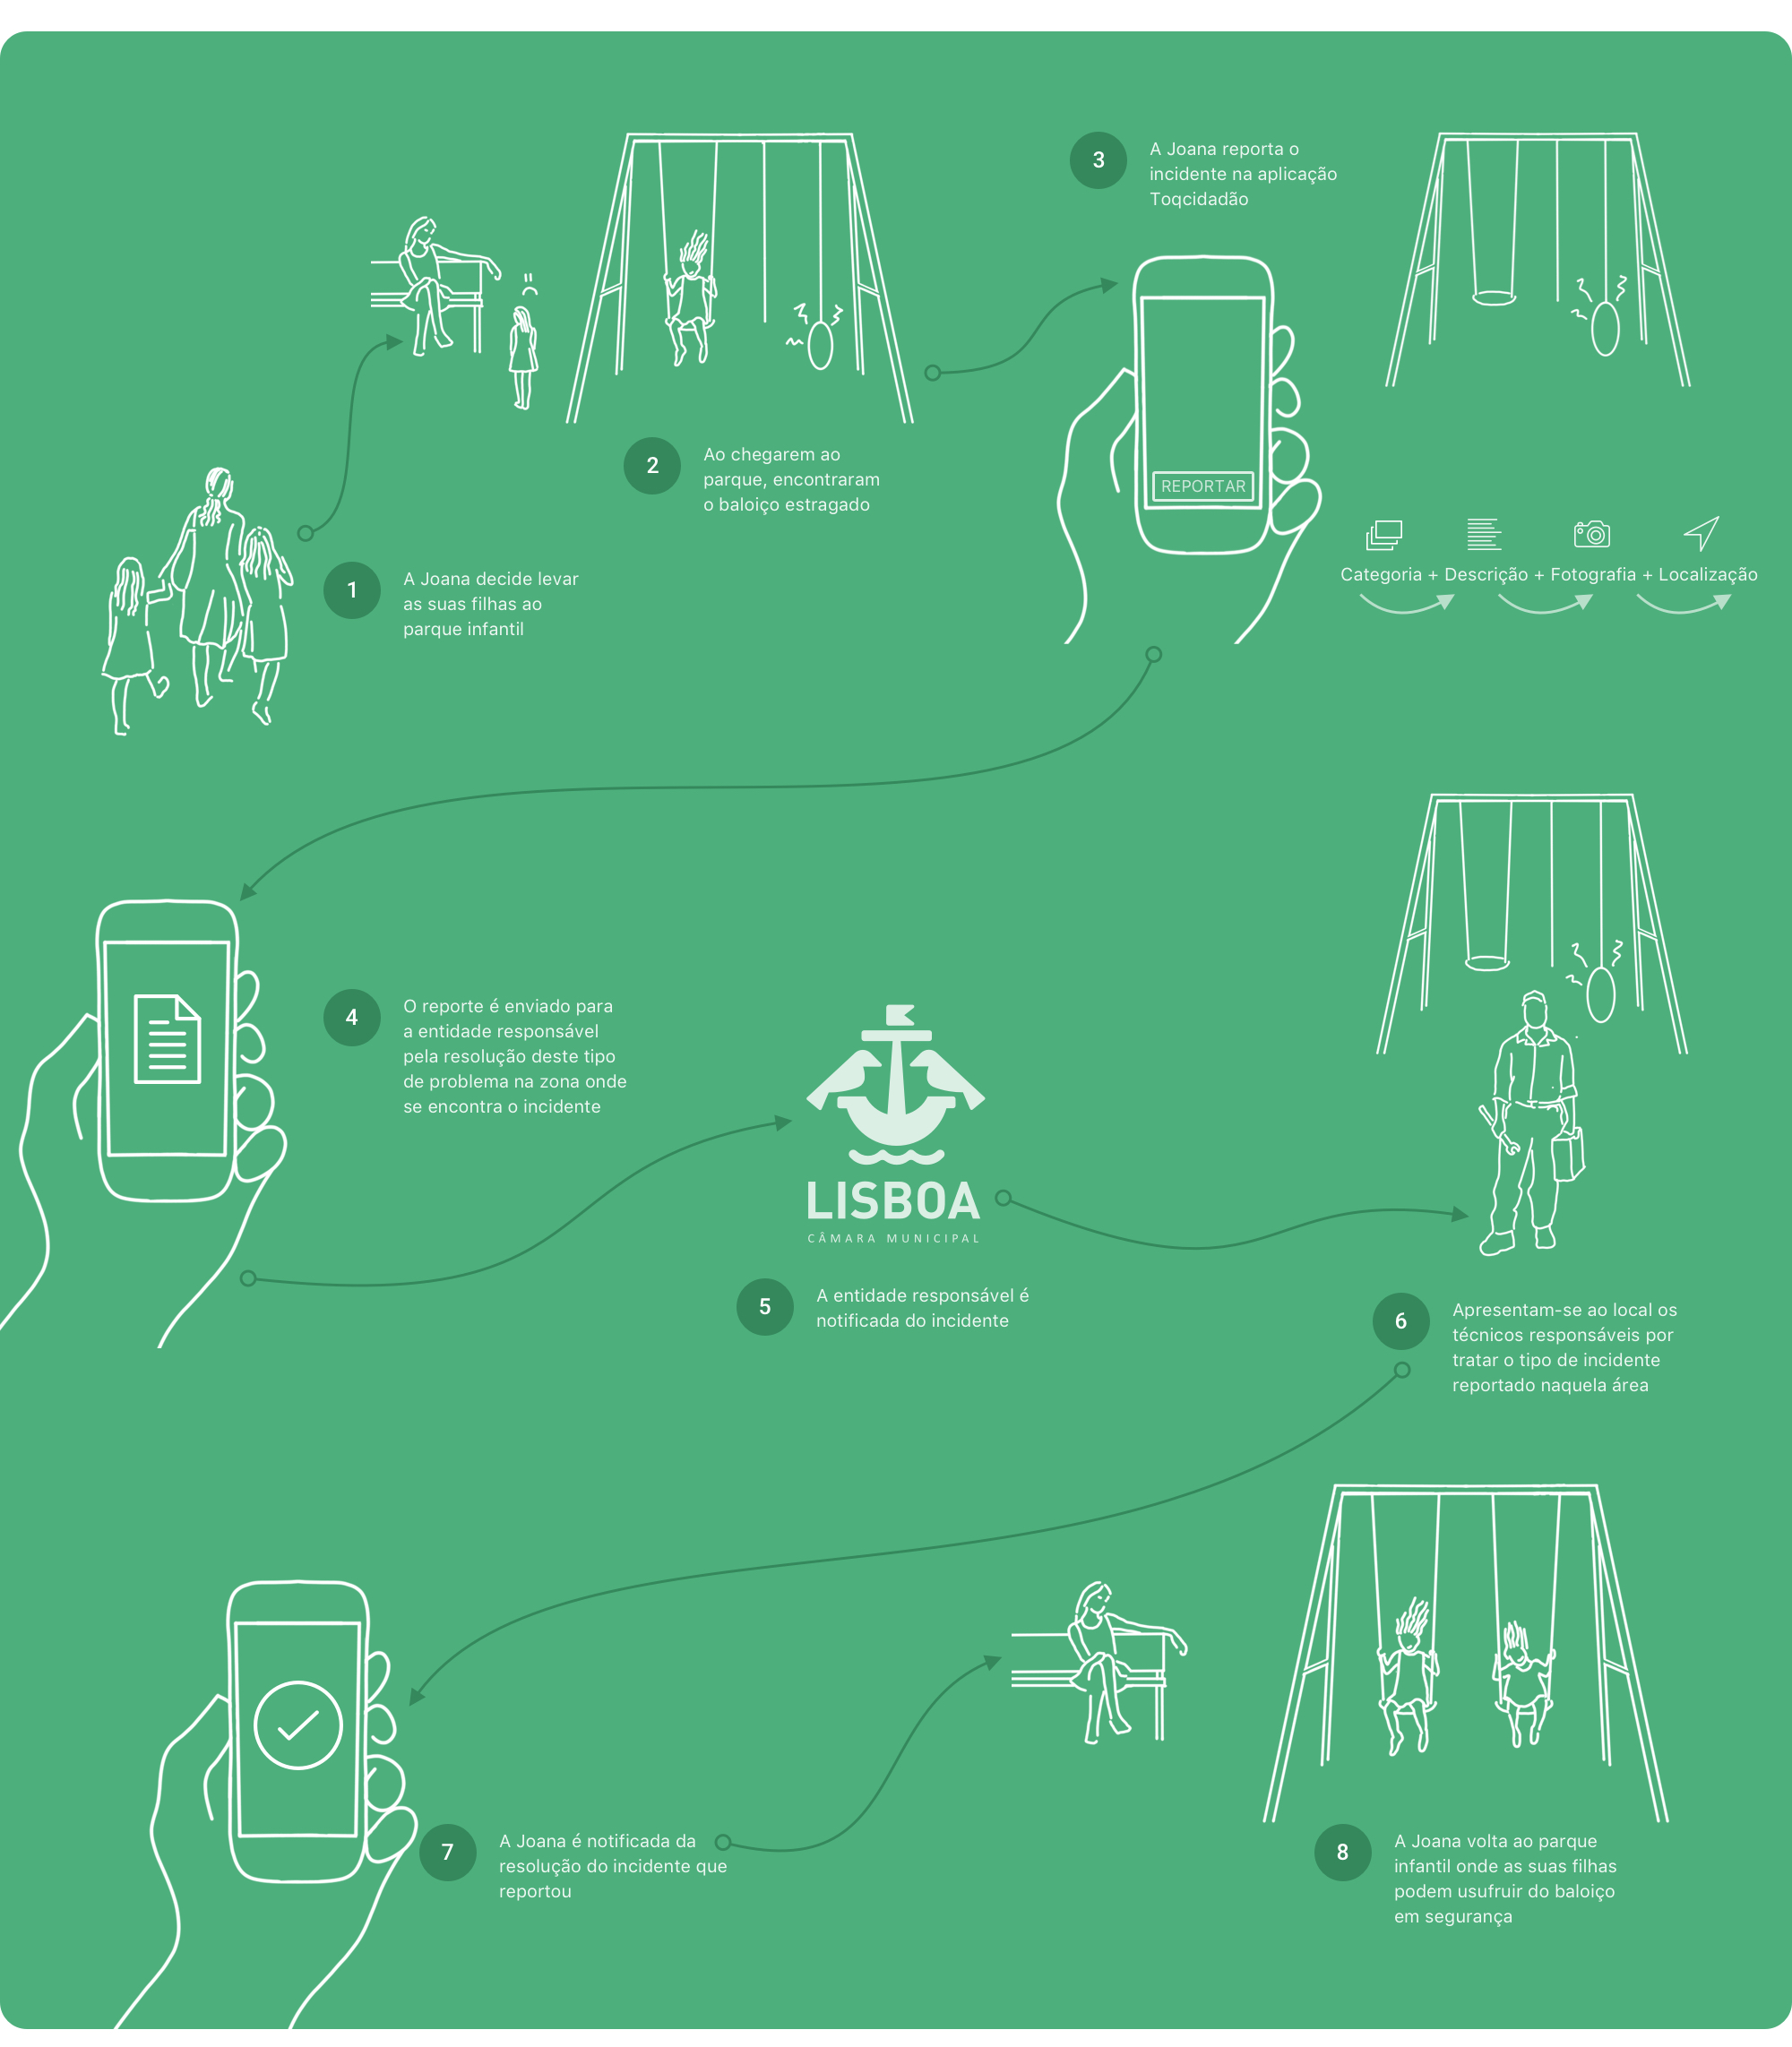 1
A Joana decide levar
as suas filhas ao
parque infantil
2
Ao chegarem ao
parque, encontraram
o baloiço estragado
3
A Joana reporta o
incidente na aplicação
Toqcidadão
REPORTAR
Categoria + Descrição + Fotografia + Localização
4
O reporte é enviado para
a entidade responsável
pela resolução deste tipo
de problema na zona onde
se encontra o incidente
LISBOA
CÂMARA MUNICIPAL
5
A entidade responsável é
notificada do incidente
6
Apresentam-se ao local os
técnicos responsáveis por
tratar o tipo de incidente
reportado naquela área
7
A Joana é notificada da
resolução do incidente que
reportou
8
A Joana volta ao parque
infantil onde as suas filhas
podem usufruir do baloiço
em segurança